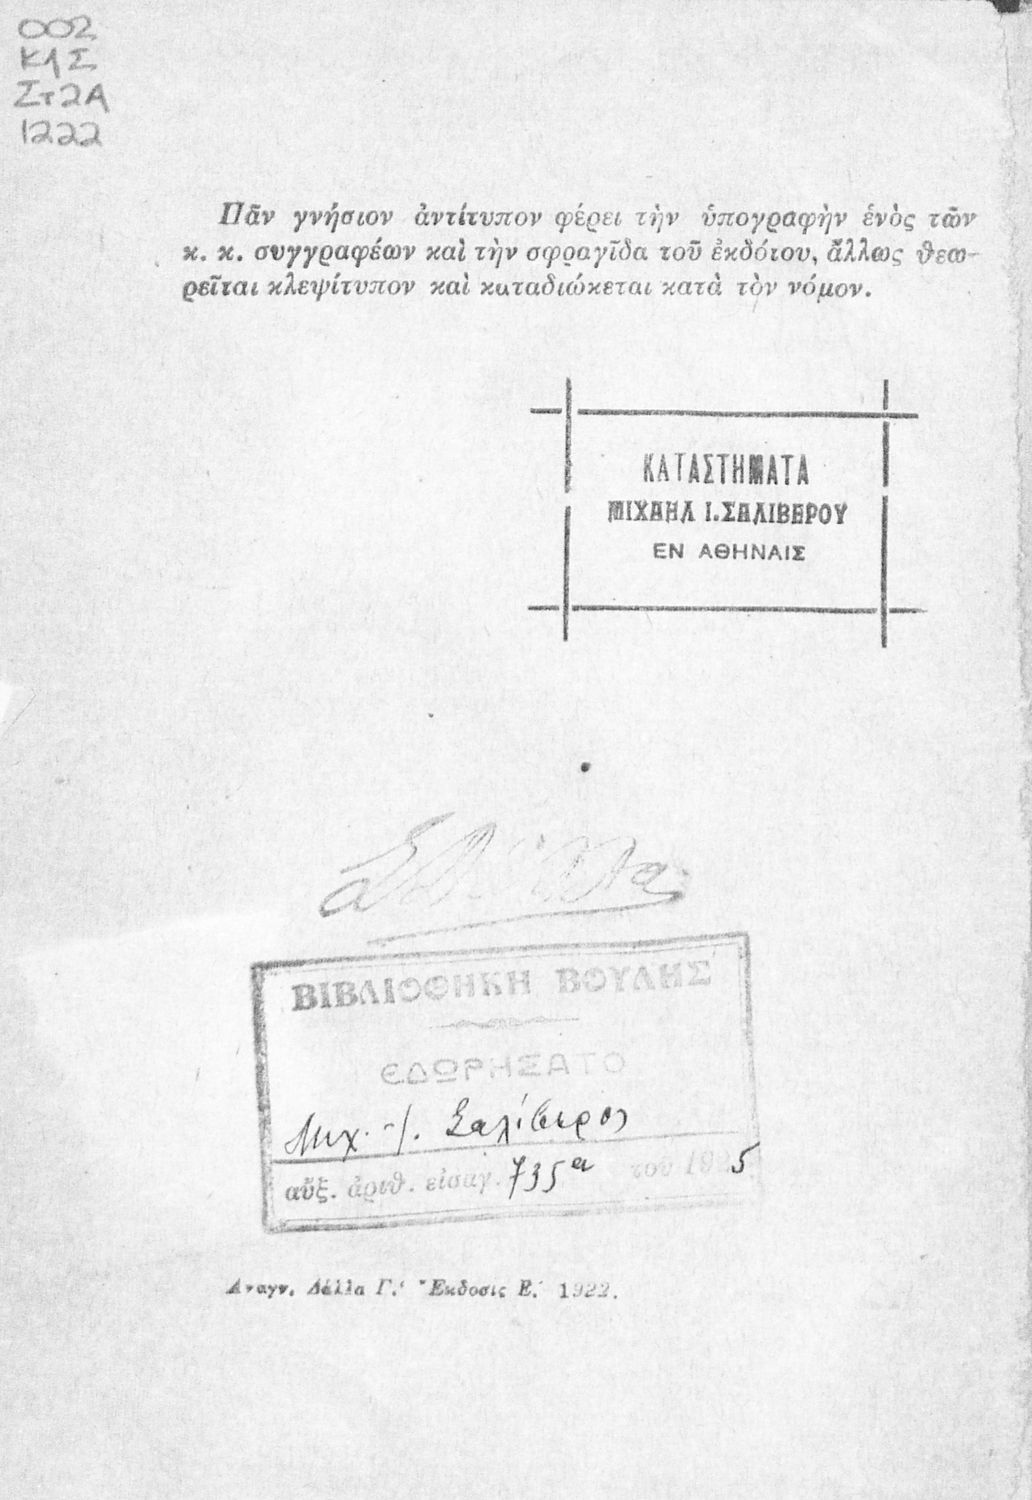 002
ΚΛΣ
ΣΤ2Α
1222
Πᾶν γνήσιον ἀντίτυπον φέρει τὴν ὑπογραφὴν ἑνὸς τῶν
κ. κ. συγγραφέων καὶ τὴν σφραγῖδα τοῦ ἐκδότου, ἄλλως θεω-
ρεῖται κλεψίτυπον καὶ καταδιώκεται κατὰ τὸν νόμον.
ΚΑΤΑΣΤΗΜΑΤΑ
ΜΙΧΑΗΛ Ι. ΣΑΛΙΒΕΡΟΥ
ΕΝ ΑΘΗΝΑΙΣ
ΒΙΒΛΙΟΘΗΚΗ ΒΟΥΛΗΣ
ΕΔΩΡΗΣΑΤΟ
Μιχ. Ι. Σαλίβερος
αὔξ. ἀριθ. εἰσαγ. 735α τοῦ 1925
Αναγν. Δέλλα Γ.' Ἔκδοσις Ε.' 1922.